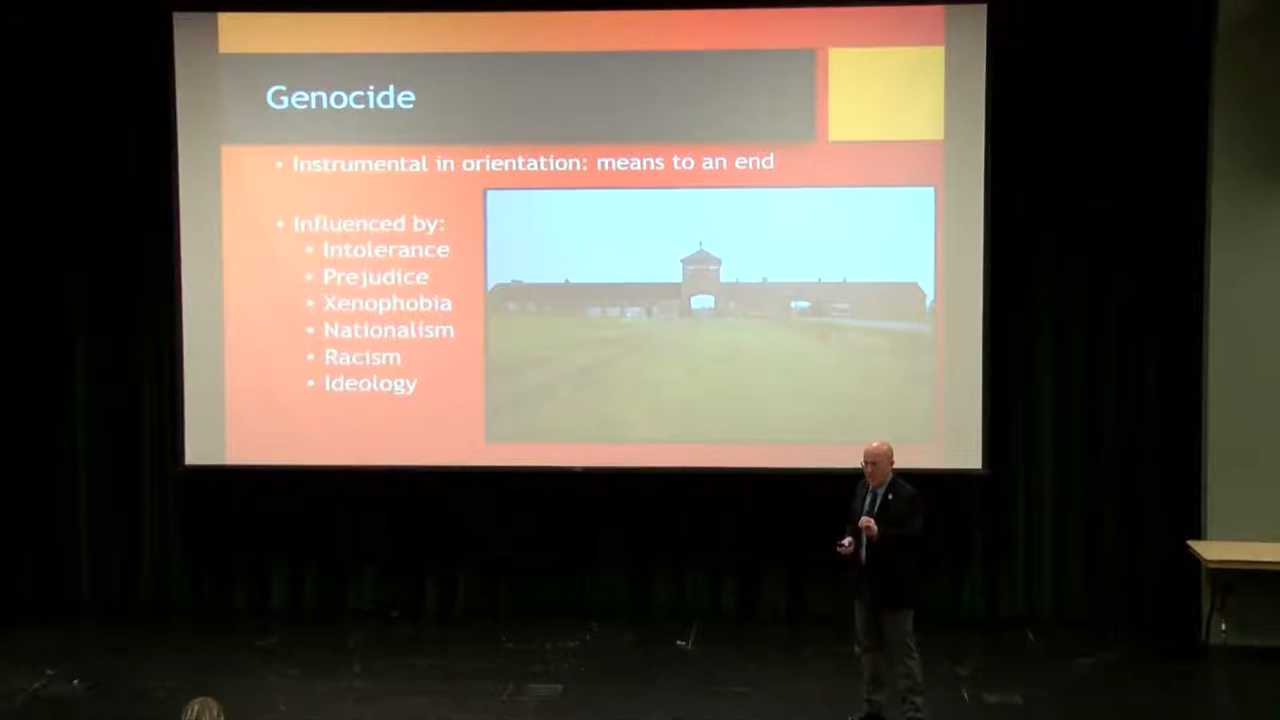 Genocide
• Instrumental in orientation: means to an end
• Influenced by:
• Intolerance
• Prejudice
• Xenophobia
• Nationalism
• Racism
• Ideology